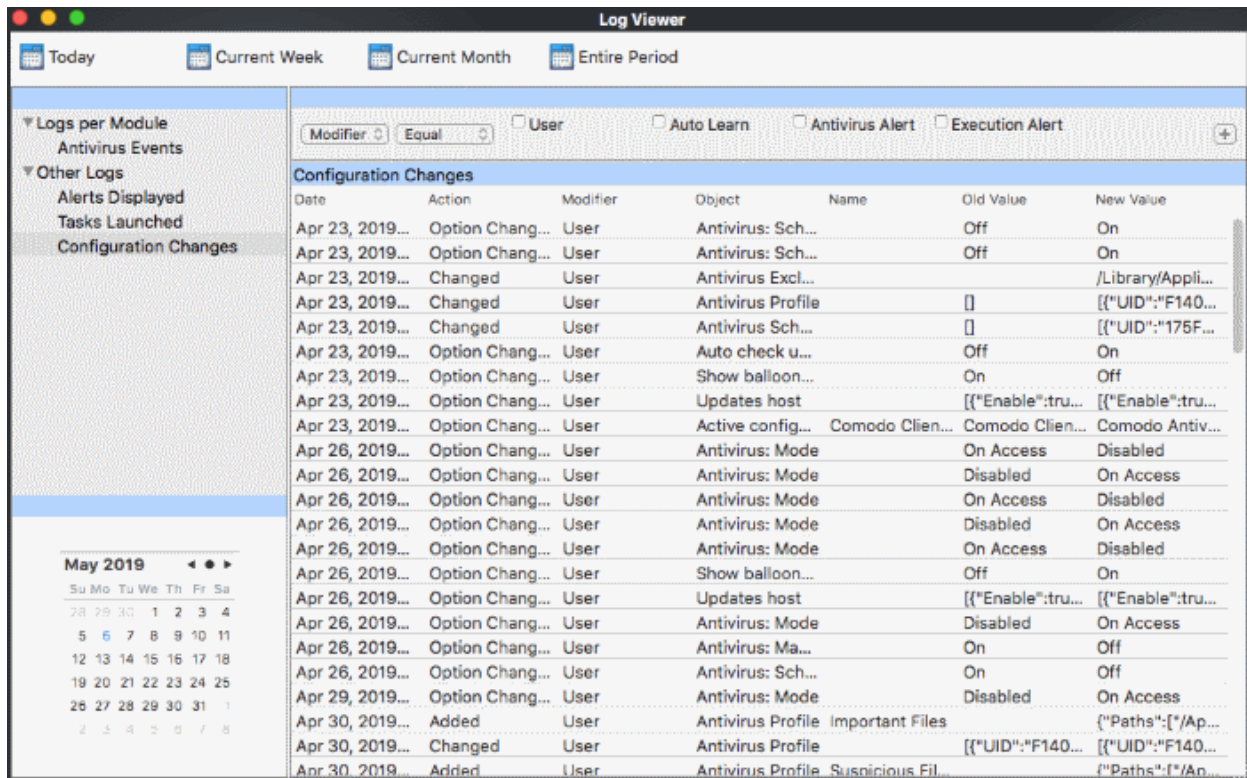 Log Viewer
Today Current Week Current Month Entire Period
Logs per Module
Antivirus Events
Other Logs
Alerts Displayed
Tasks Launched
Configuration Changes
Modifier Equal User Auto Learn Antivirus Alert Execution Alert +
Configuration Changes
Date Action Modifier Object Name Old Value New Value
Apr 23, 2019... Option Chang... User Antivirus: Sch... Off On
Apr 23, 2019... Option Chang... User Antivirus: Sch... Off On
Apr 23, 2019... Changed User Antivirus Excl... /Library/Appli...
Apr 23, 2019... Changed User Antivirus Profile [] [{"UID":"F140...
Apr 23, 2019... Changed User Antivirus Sch... [] [{"UID":"175F...
Apr 23, 2019... Option Chang... User Auto check u... Off On
Apr 23, 2019... Option Chang... User Show balloon... On Off
Apr 23, 2019... Option Chang... User Updates host [{"Enable":tru... [{"Enable":tru...
Apr 23, 2019... Option Chang... User Active config... Comodo Clien... Comodo Clien... Comodo Antiv...
Apr 26, 2019... Option Chang... User Antivirus: Mode On Access Disabled
Apr 26, 2019... Option Chang... User Antivirus: Mode Disabled On Access
Apr 26, 2019... Option Chang... User Antivirus: Mode On Access Disabled
Apr 26, 2019... Option Chang... User Antivirus: Mode Disabled On Access
Apr 26, 2019... Option Chang... User Antivirus: Mode On Access Disabled
Apr 26, 2019... Option Chang... User Show balloon... Off On
Apr 26, 2019... Option Chang... User Updates host [{"Enable":tru... [{"Enable":tru...
Apr 26, 2019... Option Chang... User Antivirus: Mode Disabled On Access
Apr 26, 2019... Option Chang... User Antivirus: Ma... On Off
Apr 26, 2019... Option Chang... User Antivirus: Sch... On Off
Apr 29, 2019... Option Chang... User Antivirus: Mode Disabled On Access
Apr 30, 2019... Added User Antivirus Profile Important Files {"Paths":["/Ap...
Apr 30, 2019... Changed User Antivirus Profile [{"UID":"F140... [{"UID":"F140...
Apr 30, 2019... Added User Antivirus Profile Suspicious Fil... {"Paths":["/Ap...
May 2019
Su Mo Tu We Th Fr Sa
28 29 30 1 2 3 4
5 6 7 8 9 10 11
12 13 14 15 16 17 18
19 20 21 22 23 24 25
26 27 28 29 30 31 1
2 3 4 5 6 7 8